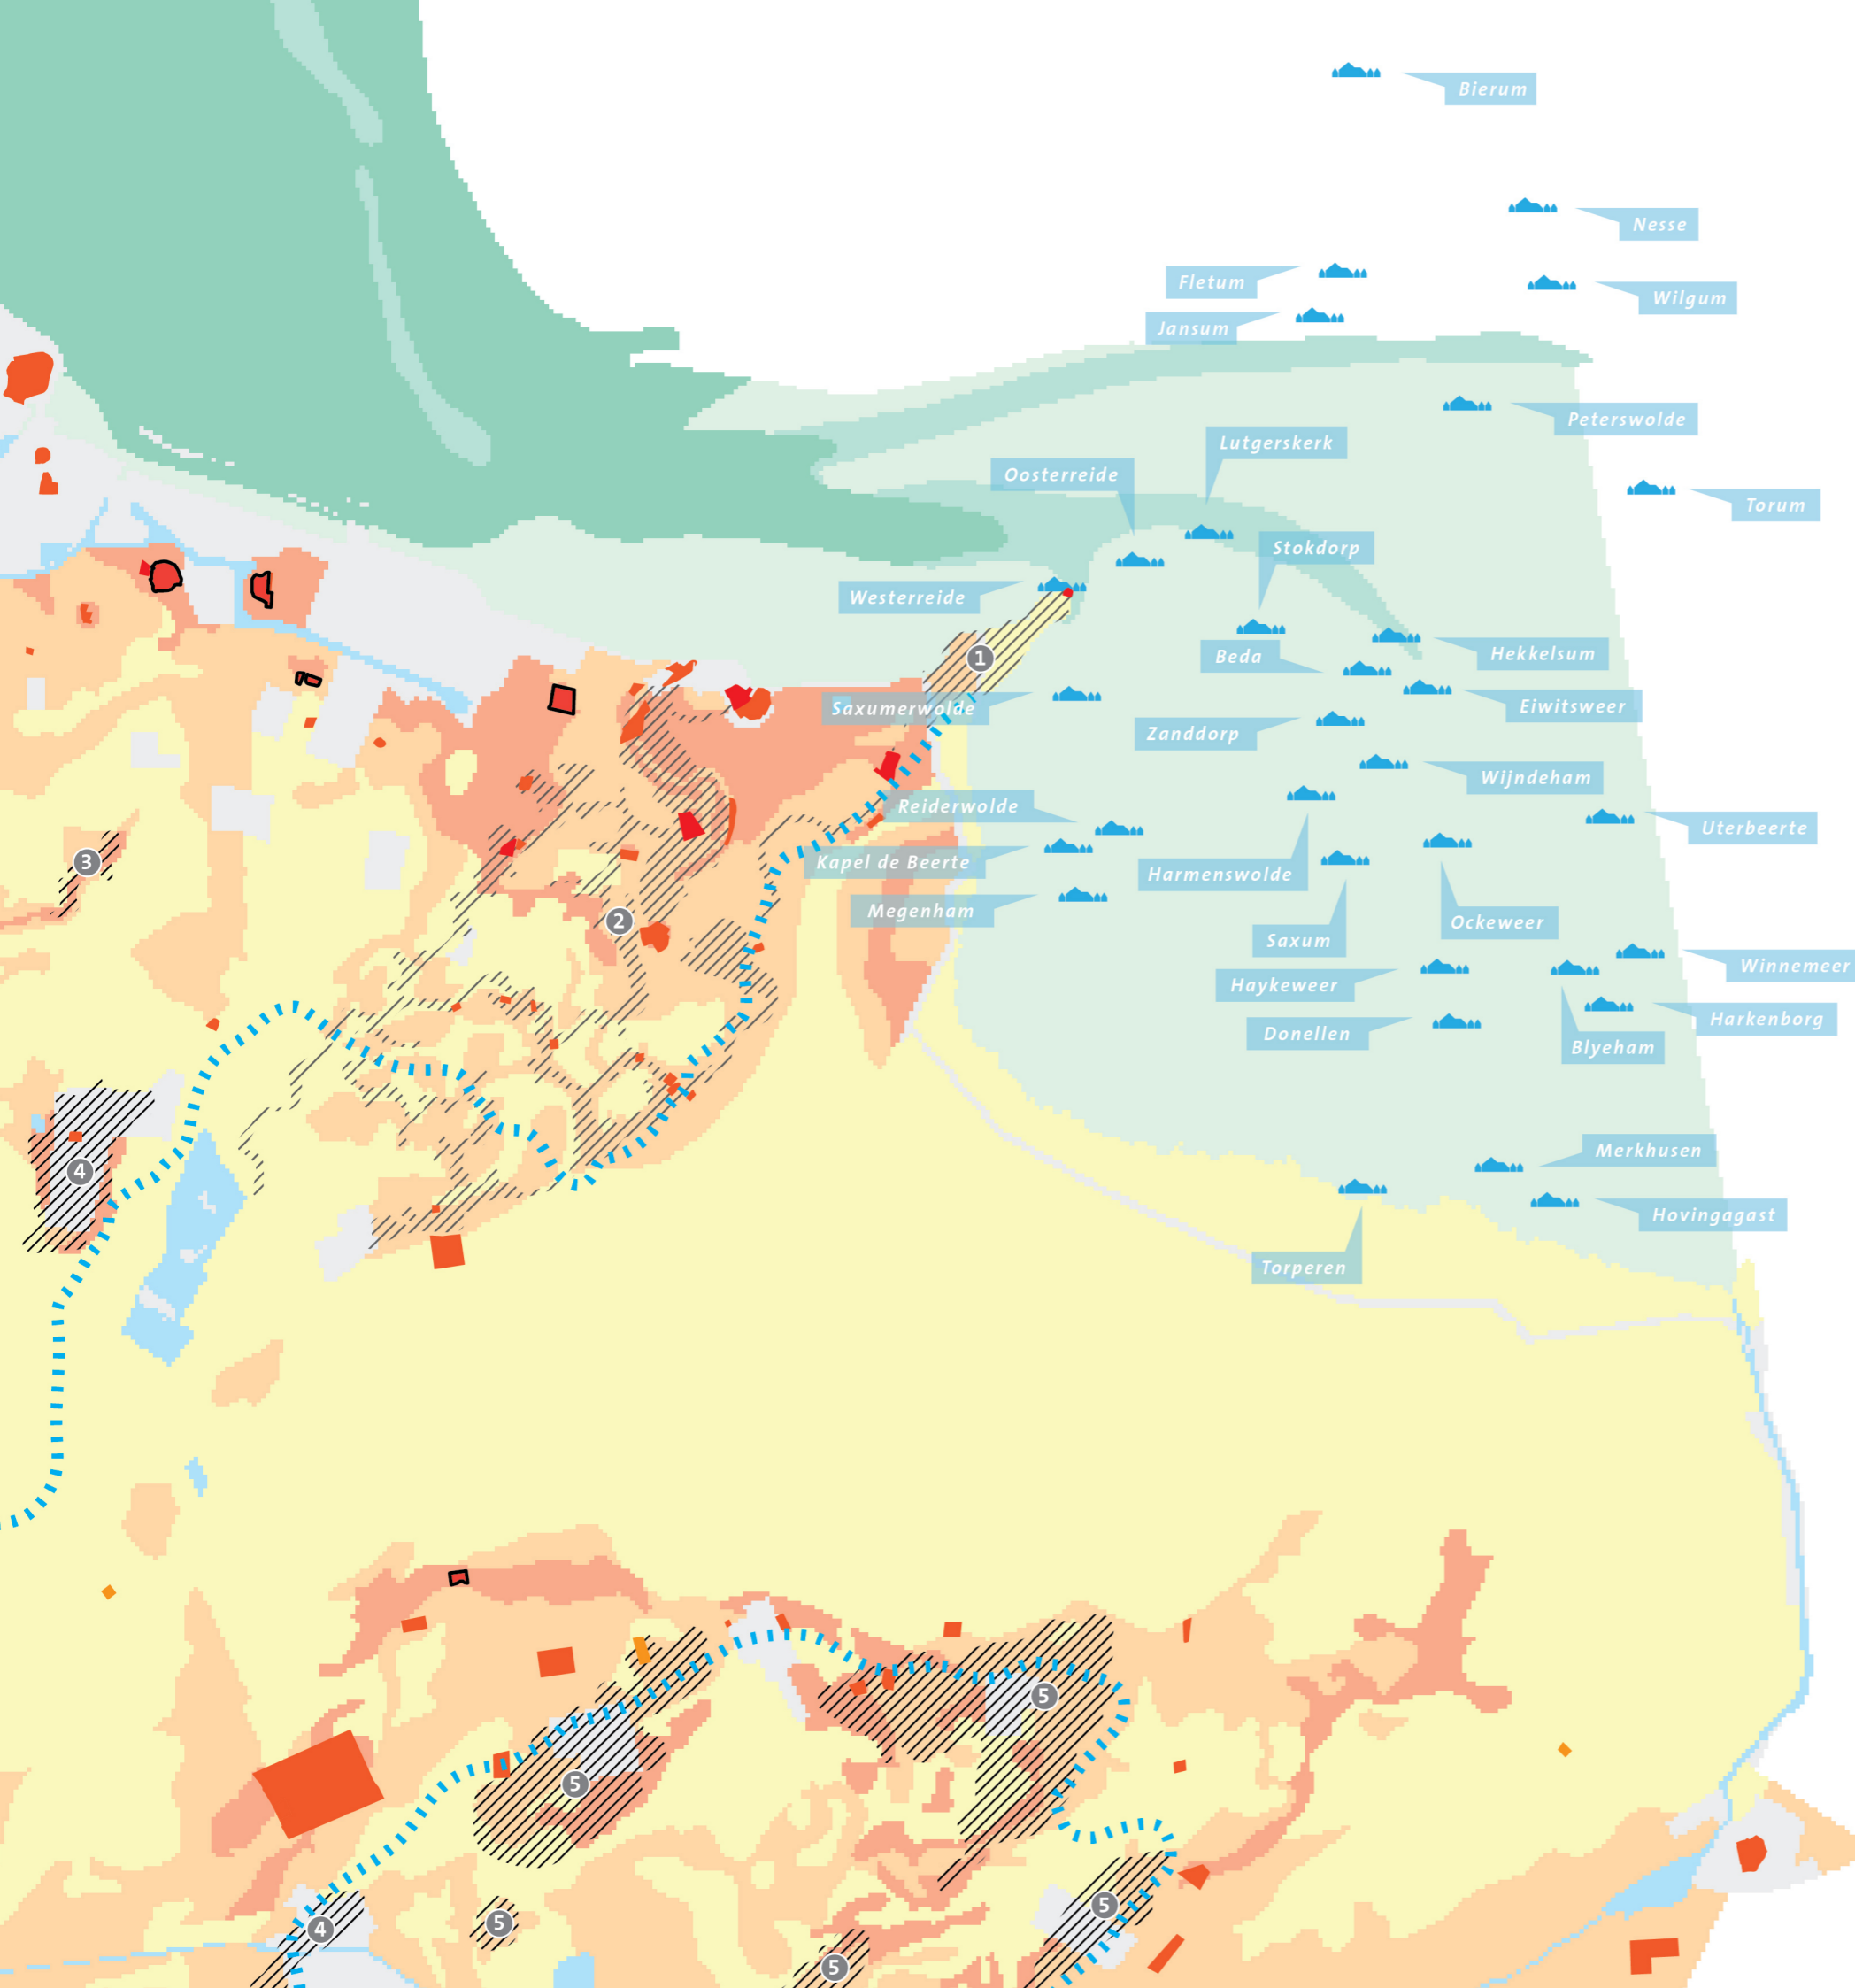 Bierum
Nesse
Fletum
Wilgum
Jansum
Peterswolde
Lutgerskerk
Oosterreide
Torum
Stokdorp
Westerreide
Hekkelsum
Beda
1
Saxumerwolde
Eiwitsweer
Zanddorp
Wijndeham
Reiderwolde
Uterbeerte
3
Kapel de Beerte
Harmenswolde
Megenham
2
Ockeweer
Saxum
Winnemeer
Haykeweer
Harkenborg
Donellen
Blyeham
Merkhusen
4
Hovingagast
Torperen
5
5
5
5
4
5